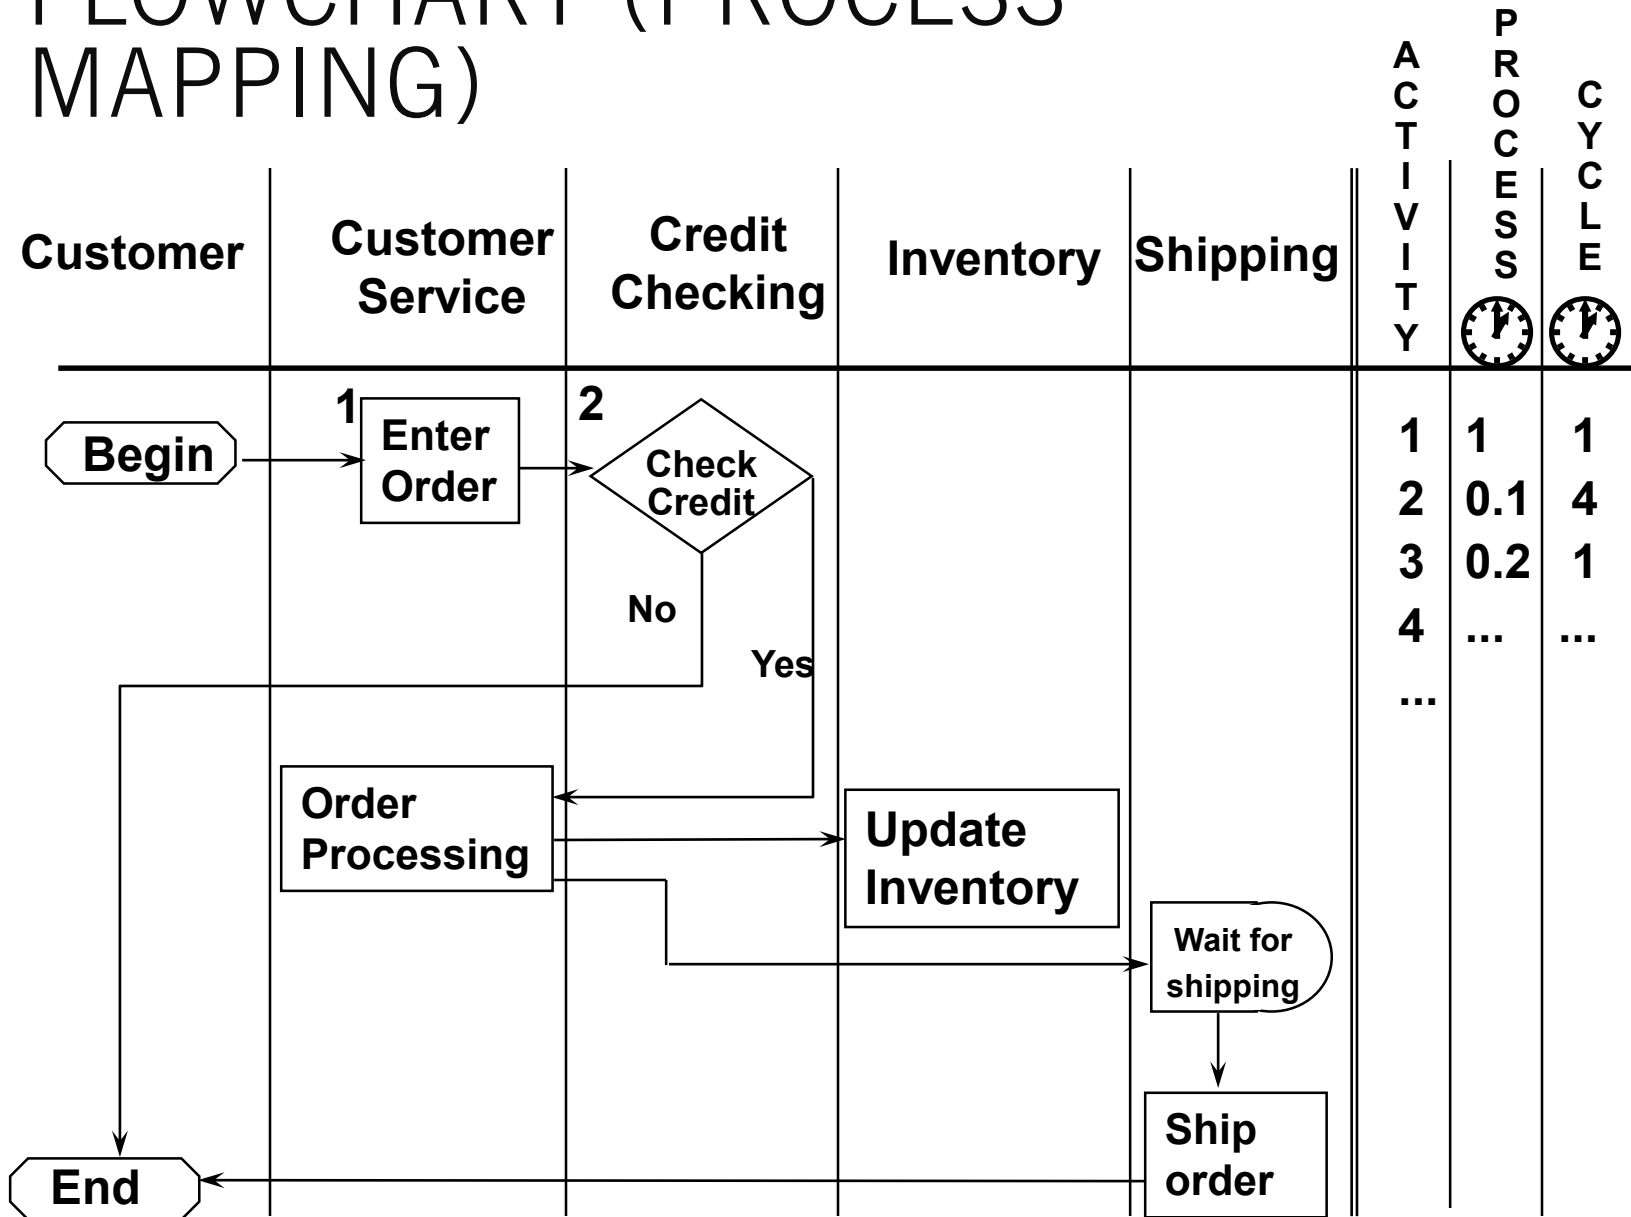 FLOWCHART (PROCESS
MAPPING)
ACTIVITY
PROCESS
CYCLE
Customer
Customer
Service
Credit
Checking
Inventory
Shipping
Begin
1
Enter
Order
2
Check
Credit
No
Yes
Order
Processing
Update
Inventory
Wait for
shipping
Ship
order
End
1 1 1
2 0.1 4
3 0.2 1
4 ... ...
...